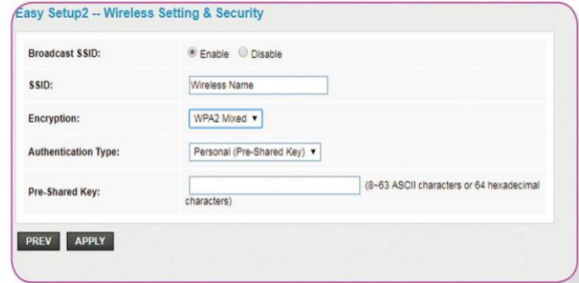 Easy Setup2 -- Wireless Setting & Security
Broadcast SSID: Enable Disable
SSID: Wireless Name
Encryption: WPA2 Mixed
Authentication Type: Personal (Pre-Shared Key)
Pre-Shared Key: (8~63 ASCII characters or 64 hexadecimal
characters)
PREV APPLY